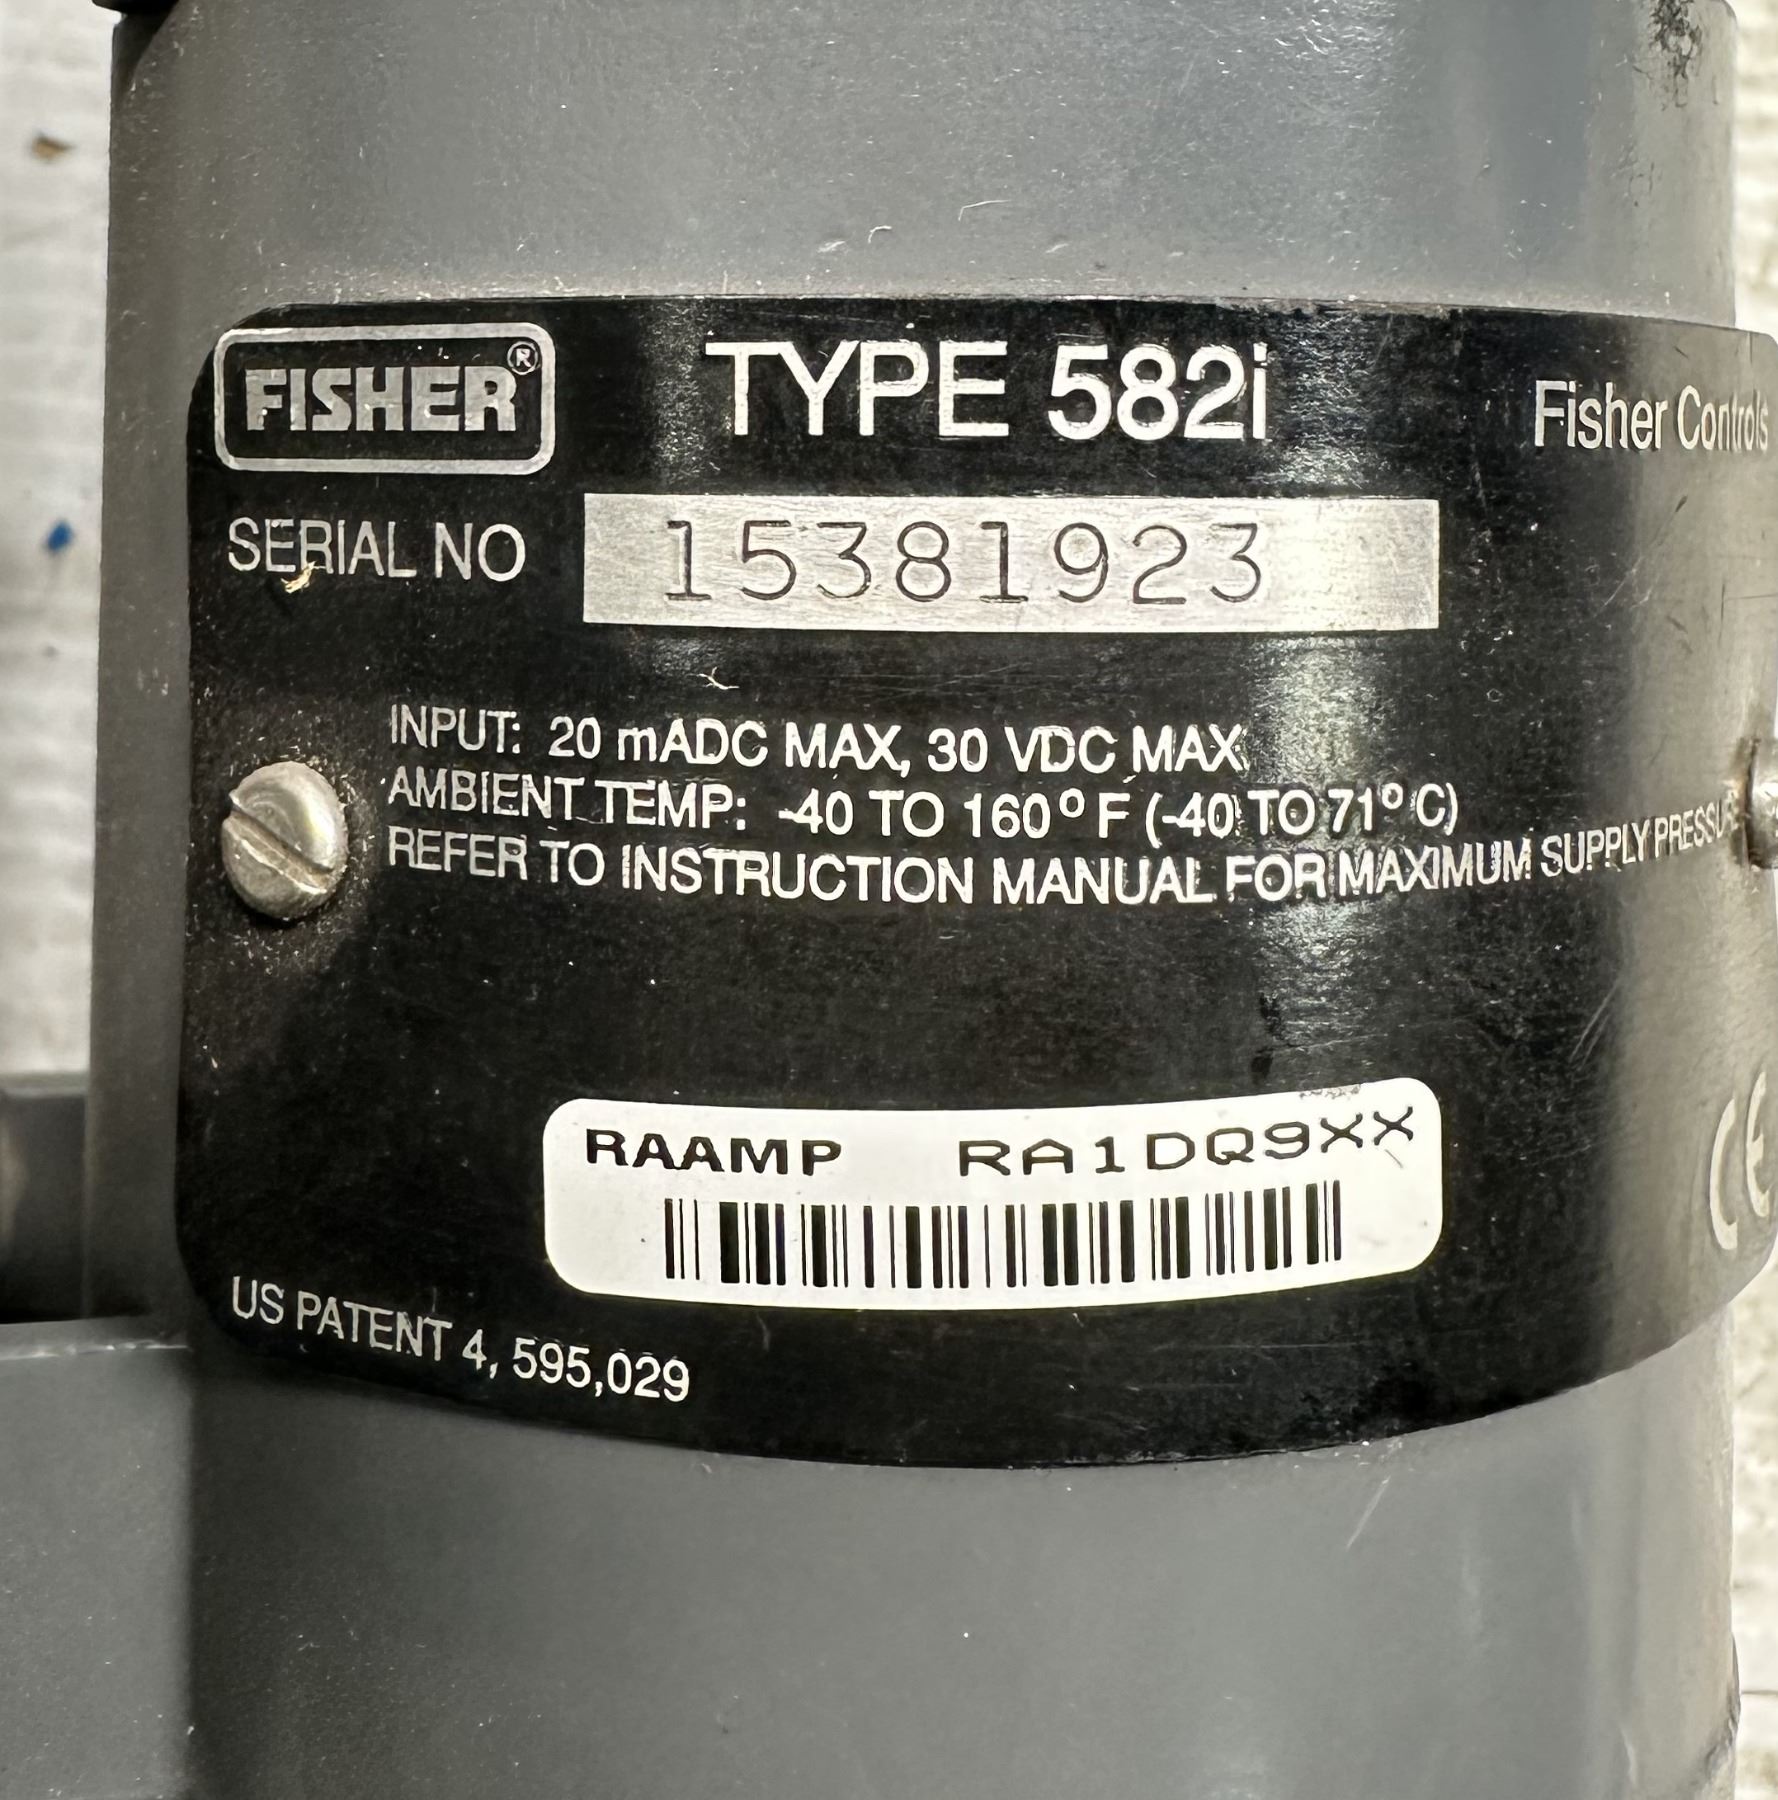 FISHER®
TYPE 582i
Fisher Controls
SERIAL NO 15381923
INPUT: 20 mADC MAX, 30 VDC MAX
AMBIENT TEMP: -40 TO 160° F (-40 TO 71° C)
REFER TO INSTRUCTION MANUAL FOR MAXIMUM SUPPLY PRESSUR
RAAMP RA1DQ9XX
CE
US PATENT 4, 595,029